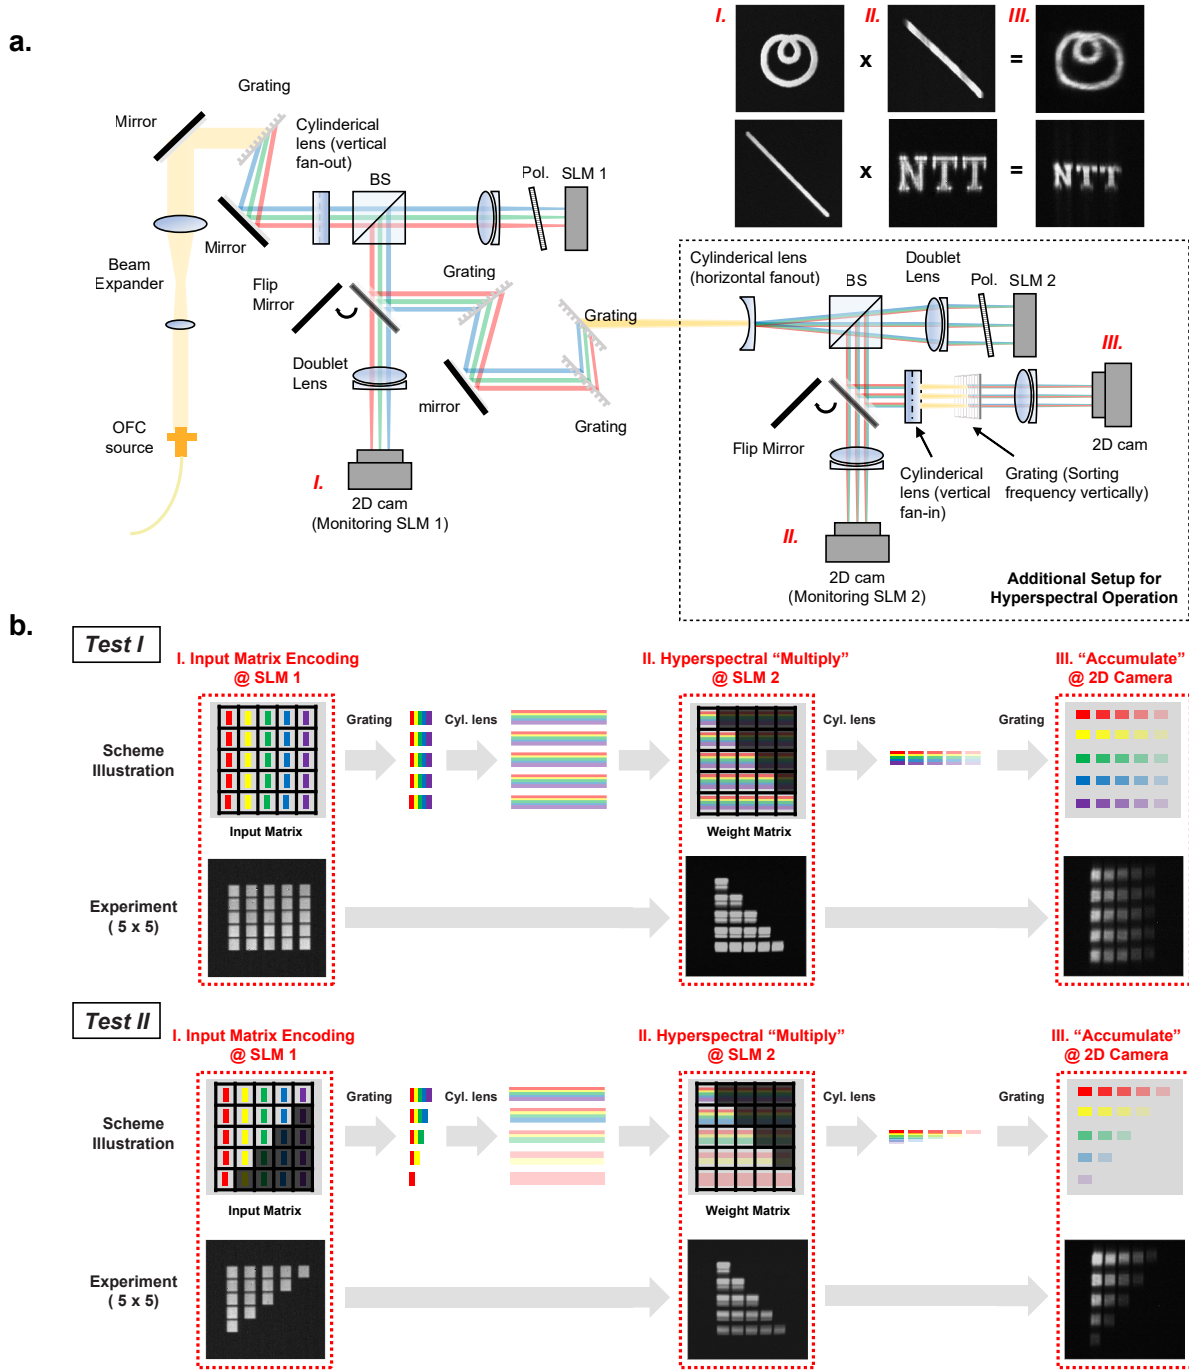 a.
I.
II.
III.
x
=
x
NTT
=
NTT
Grating
Mirror
Cylindrical
lens (vertical
fan-out)
BS
Pol.
SLM 1
Mirror
Beam
Expander
Flip
Mirror
Grating
Grating
Doublet
Lens
mirror
Grating
OFC
source
I.
2D cam
(Monitoring SLM 1)
Cylindrical lens
(horizontal fanout)
BS
Doublet
Lens
Pol.
SLM 2
III.
2D cam
Flip Mirror
Cylindrical
lens (vertical
fan-in)
Grating (Sorting
frequency vertically)
II.
2D cam
(Monitoring SLM 2)
Additional Setup for
Hyperspectral Operation
b.
Test I
I. Input Matrix Encoding
@ SLM 1
II. Hyperspectral “Multiply”
@ SLM 2
III. “Accumulate”
@ 2D Camera
Scheme
Illustration
Grating
Cyl. lens
Cyl. lens
Grating
Input Matrix
Weight Matrix
Experiment
( 5 x 5)
Test II
I. Input Matrix Encoding
@ SLM 1
II. Hyperspectral “Multiply”
@ SLM 2
III. “Accumulate”
@ 2D Camera
Scheme
Illustration
Grating
Cyl. lens
Cyl. lens
Grating
Input Matrix
Weight Matrix
Experiment
( 5 x 5)